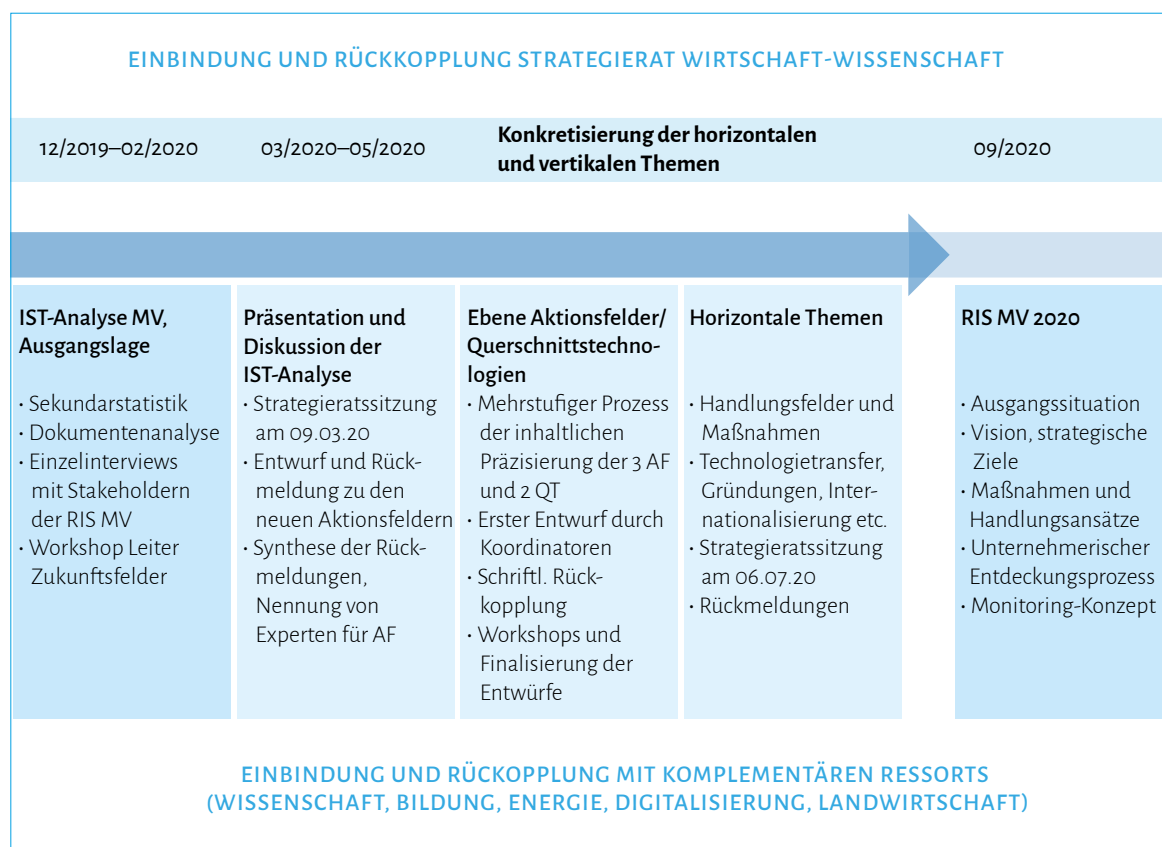 EINBINDUNG UND RÜCKKOPPLUNG STRATEGIERAT WIRTSCHAFT-WISSENSCHAFT
12/2019–02/2020
03/2020–05/2020
Konkretisierung der horizontalen
und vertikalen Themen
09/2020
IST-Analyse MV,
Ausgangslage
· Sekundarstatistik
· Dokumentenanalyse
· Einzelinterviews
mit Stakeholdern
der RIS MV
· Workshop Leiter
Zukunftsfelder
Präsentation und
Diskussion der
IST-Analyse
· Strategieratssitzung
am 09.03.20
· Entwurf und Rück-
meldung zu den
neuen Aktionsfeldern
· Synthese der Rück-
meldungen,
Nennung von
Experten für AF
Ebene Aktionsfelder/
Querschnittstechno-
logien
· Mehrstufiger Prozess
der inhaltlichen
Präzisierung der 3 AF
und 2 QT
· Erster Entwurf durch
Koordinatoren
· Schriftl. Rück-
kopplung
· Workshops und
Finalisierung der
Entwürfe
Horizontale Themen
· Handlungsfelder und
Maßnahmen
· Technologietransfer,
Gründungen, Inter-
nationalisierung etc.
· Strategieratssitzung
am 06.07.20
· Rückmeldungen
RIS MV 2020
· Ausgangssituation
· Vision, strategische
Ziele
· Maßnahmen und
Handlungsansätze
· Unternehmerischer
Entdeckungsprozess
· Monitoring-Konzept
EINBINDUNG UND RÜCKOPPLUNG MIT KOMPLEMENTÄREN RESSORTS
(WISSENSCHAFT, BILDUNG, ENERGIE, DIGITALISIERUNG, LANDWIRTSCHAFT)